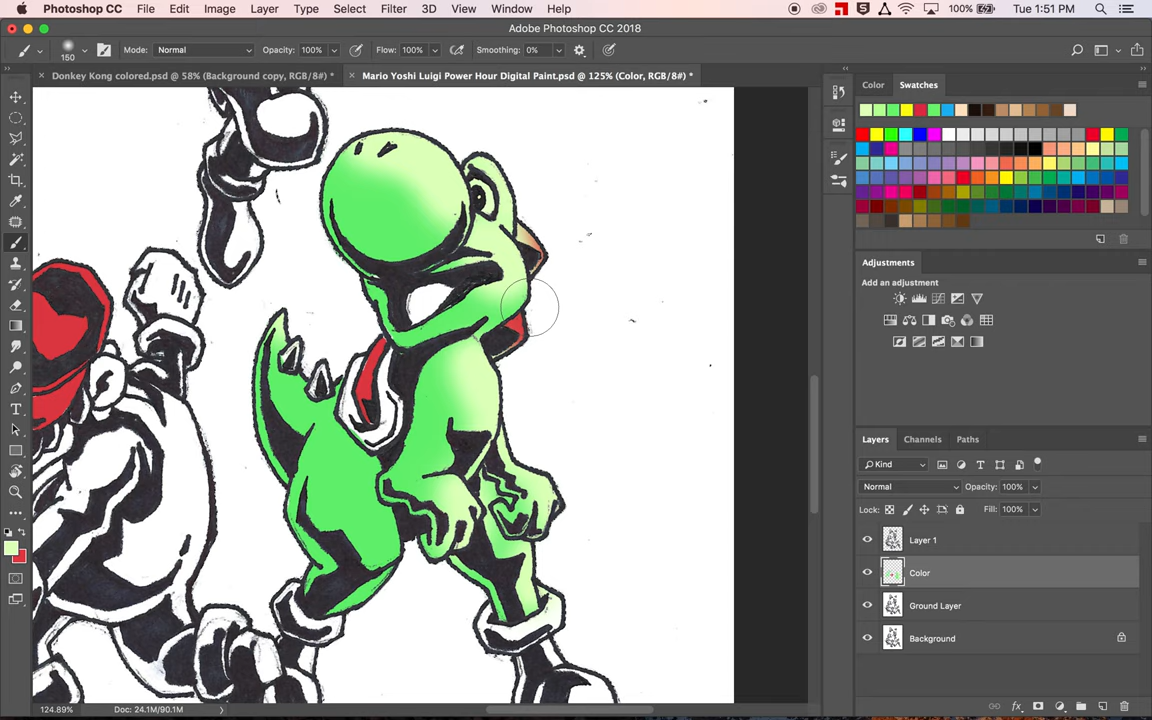 Photoshop CC File Edit Image Layer Type Select Filter 3D View Window Help 100% Tue 1:51 PM
Adobe Photoshop CC 2018
150 Mode: Normal Opacity: 100% Flow: 100% Smoothing: 0%
Donkey Kong colored.psd @ 58% (Background copy, RGB/8#) * Mario Yoshi Luigi Power Hour Digital Paint.psd @ 125% (Color, RGB/8#) *
Color Swatches
Adjustments
Add an adjustment
Layers Channels Paths
Kind
Normal Opacity: 100%
Lock: Fill: 100%
Layer 1
Color
Ground Layer
Background
124.89% Doc: 24.1M/90.1M